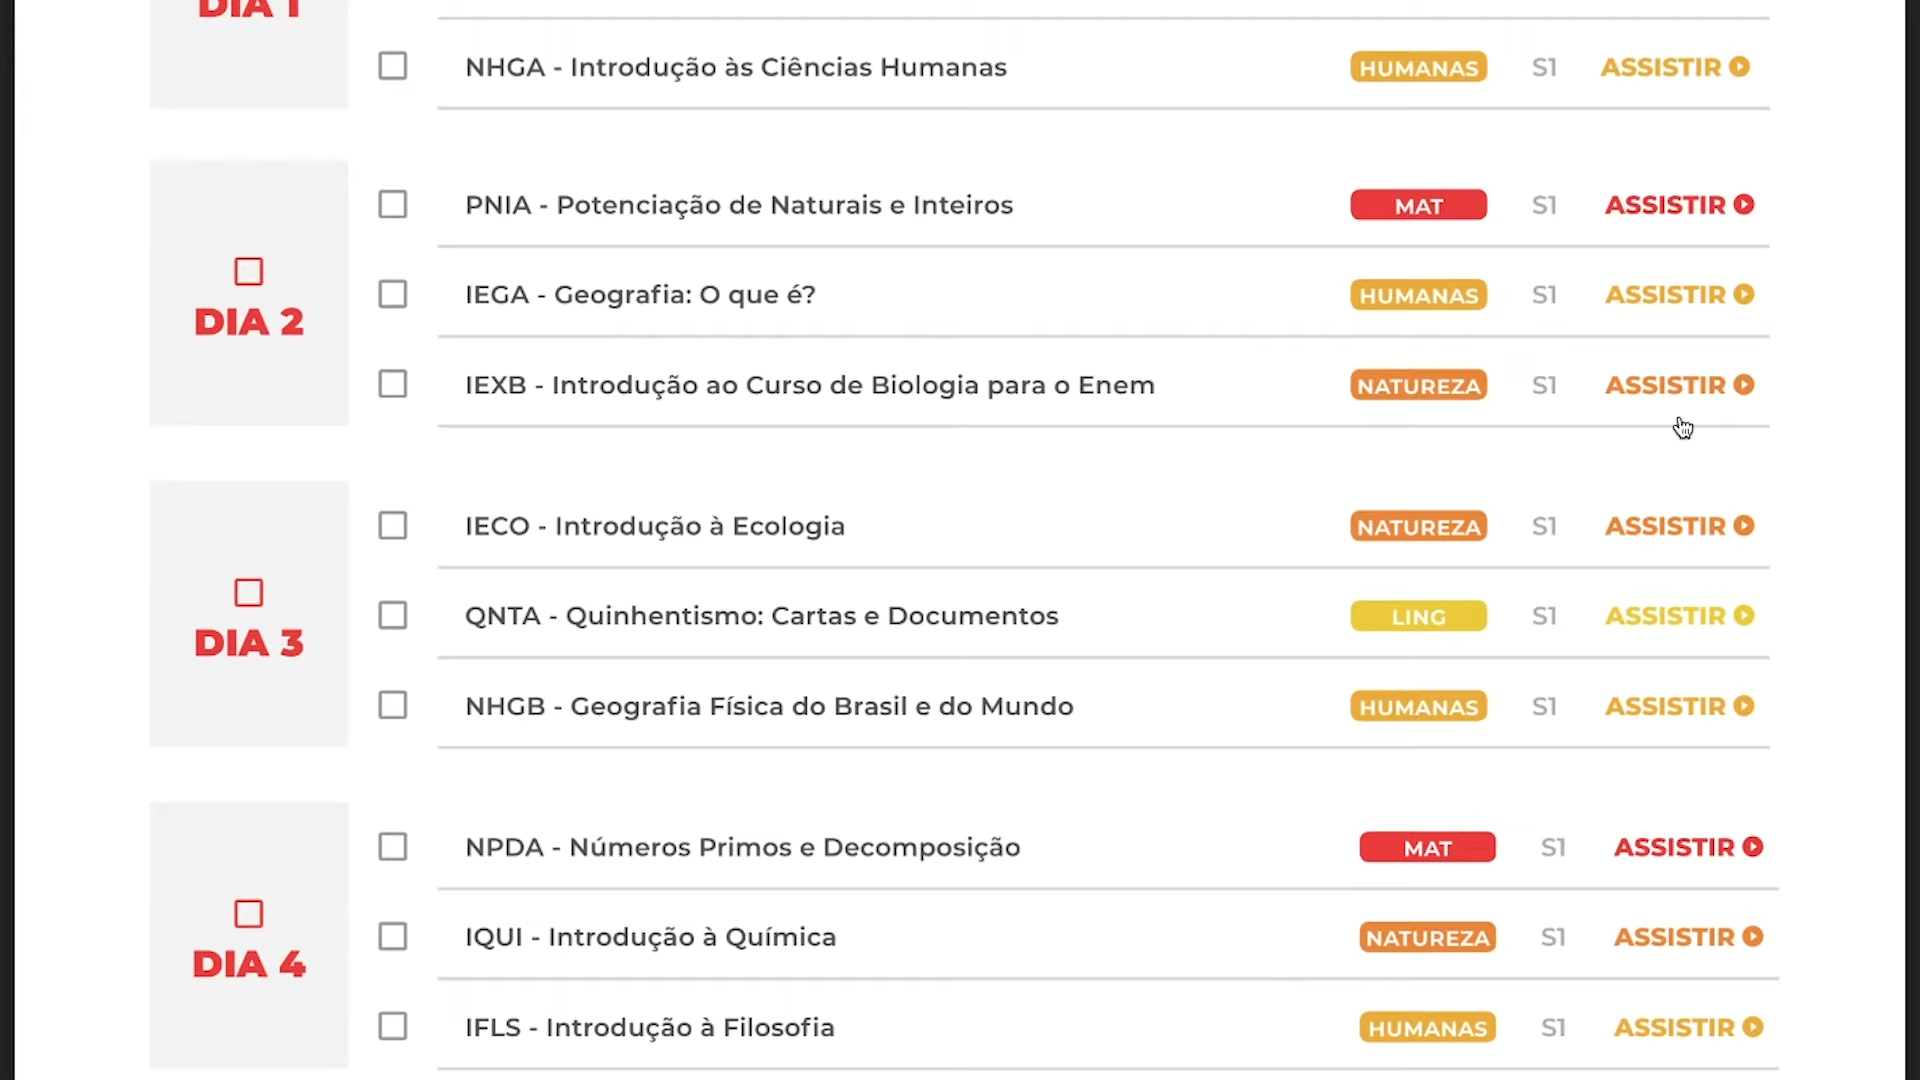 DIA 1
NHGA - Introdução às Ciências Humanas HUMANAS S1 ASSISTIR
DIA 2
PNIA - Potenciação de Naturais e Inteiros MAT S1 ASSISTIR
IEGA - Geografia: O que é? HUMANAS S1 ASSISTIR
IEXB - Introdução ao Curso de Biologia para o Enem NATUREZA S1 ASSISTIR
DIA 3
IECO - Introdução à Ecologia NATUREZA S1 ASSISTIR
QNTA - Quinhentismo: Cartas e Documentos LING S1 ASSISTIR
NHGB - Geografia Física do Brasil e do Mundo HUMANAS S1 ASSISTIR
DIA 4
NPDA - Números Primos e Decomposição MAT S1 ASSISTIR
IQUI - Introdução à Química NATUREZA S1 ASSISTIR
IFLS - Introdução à Filosofia HUMANAS S1 ASSISTIR